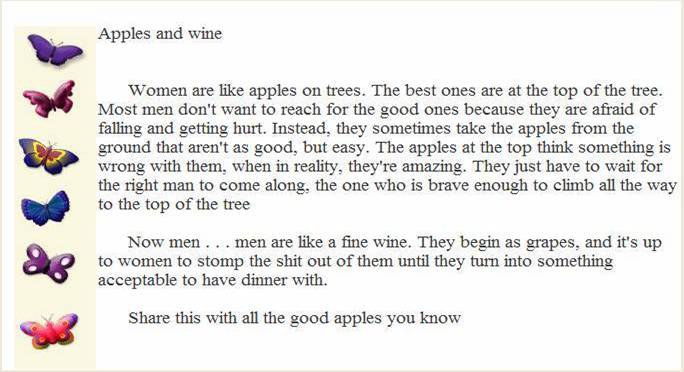 Apples and wine
Women are like apples on trees. The best ones are at the top of the tree.
Most men don't want to reach for the good ones because they are afraid of
falling and getting hurt. Instead, they sometimes take the apples from the
ground that aren't as good, but easy. The apples at the top think something is
wrong with them, when in reality, they're amazing. They just have to wait for
the right man to come along, the one who is brave enough to climb all the way
to the top of the tree
Now men . . . men are like a fine wine. They begin as grapes, and it's up
to women to stomp the shit out of them until they turn into something
acceptable to have dinner with.
Share this with all the good apples you know